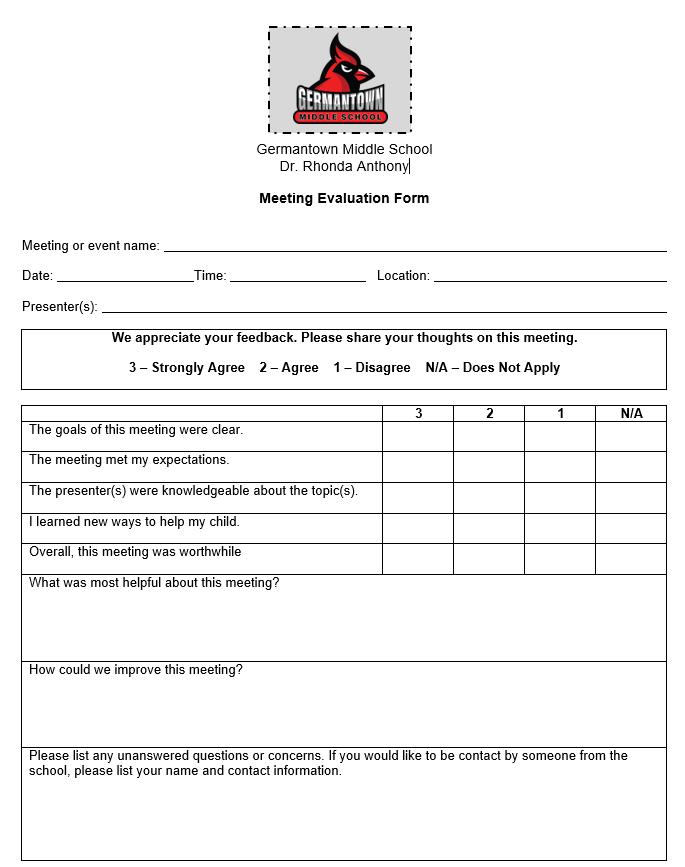 GERMANTOWN
MIDDLE SCHOOL
Germantown Middle School
Dr. Rhonda Anthony
Meeting Evaluation Form
Meeting or event name:
Date: Time: Location:
Presenter(s):
We appreciate your feedback. Please share your thoughts on this meeting.
3 – Strongly Agree 2 – Agree 1 – Disagree N/A – Does Not Apply
3 2 1 N/A
The goals of this meeting were clear.
The meeting met my expectations.
The presenter(s) were knowledgeable about the topic(s).
I learned new ways to help my child.
Overall, this meeting was worthwhile
What was most helpful about this meeting?
How could we improve this meeting?
Please list any unanswered questions or concerns. If you would like to be contact by someone from the
school, please list your name and contact information.